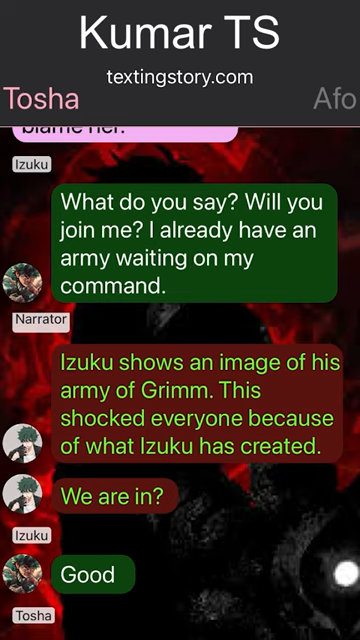 Kumar TS
textingstory.com
Tosha
Afo
blame her.
Izuku
What do you say? Will you
join me? I already have an
army waiting on my
command.
Narrator
Izuku shows an image of his
army of Grimm. This
shocked everyone because
of what Izuku has created.
We are in?
Izuku
Good
Tosha